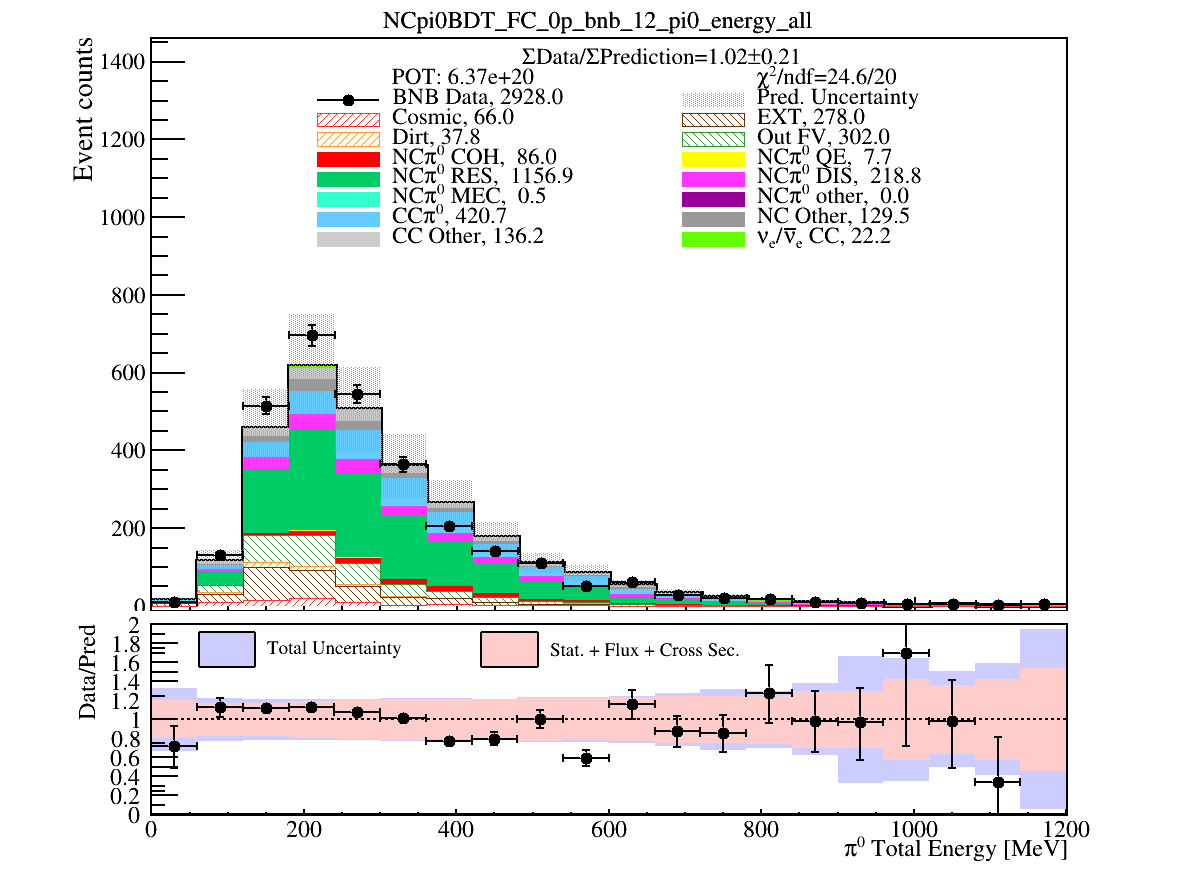 NCpi0BDT_FC_0p_bnb_12_pi0_energy_all
ΣData/ΣPrediction=1.02±0.21
POT: 6.37e+20
χ²/ndf=24.6/20
BNB Data, 2928.0
Pred. Uncertainty
Cosmic, 66.0
EXT, 278.0
Dirt, 37.8
Out FV, 302.0
NCπ⁰ COH, 86.0
NCπ⁰ QE, 7.7
NCπ⁰ RES, 1156.9
NCπ⁰ DIS, 218.8
NCπ⁰ MEC, 0.5
NCπ⁰ other, 0.0
CCπ⁰, 420.7
NC Other, 129.5
CC Other, 136.2
νₑ/ν̅ₑ CC, 22.2
Event counts
1400
1200
1000
800
600
400
200
0
Data/Pred
2
1.8
1.6
1.4
1.2
1
0.8
0.6
0.4
0.2
0
Total Uncertainty
Stat. + Flux + Cross Sec.
0 200 400 600 800 1000 1200
π⁰ Total Energy [MeV]